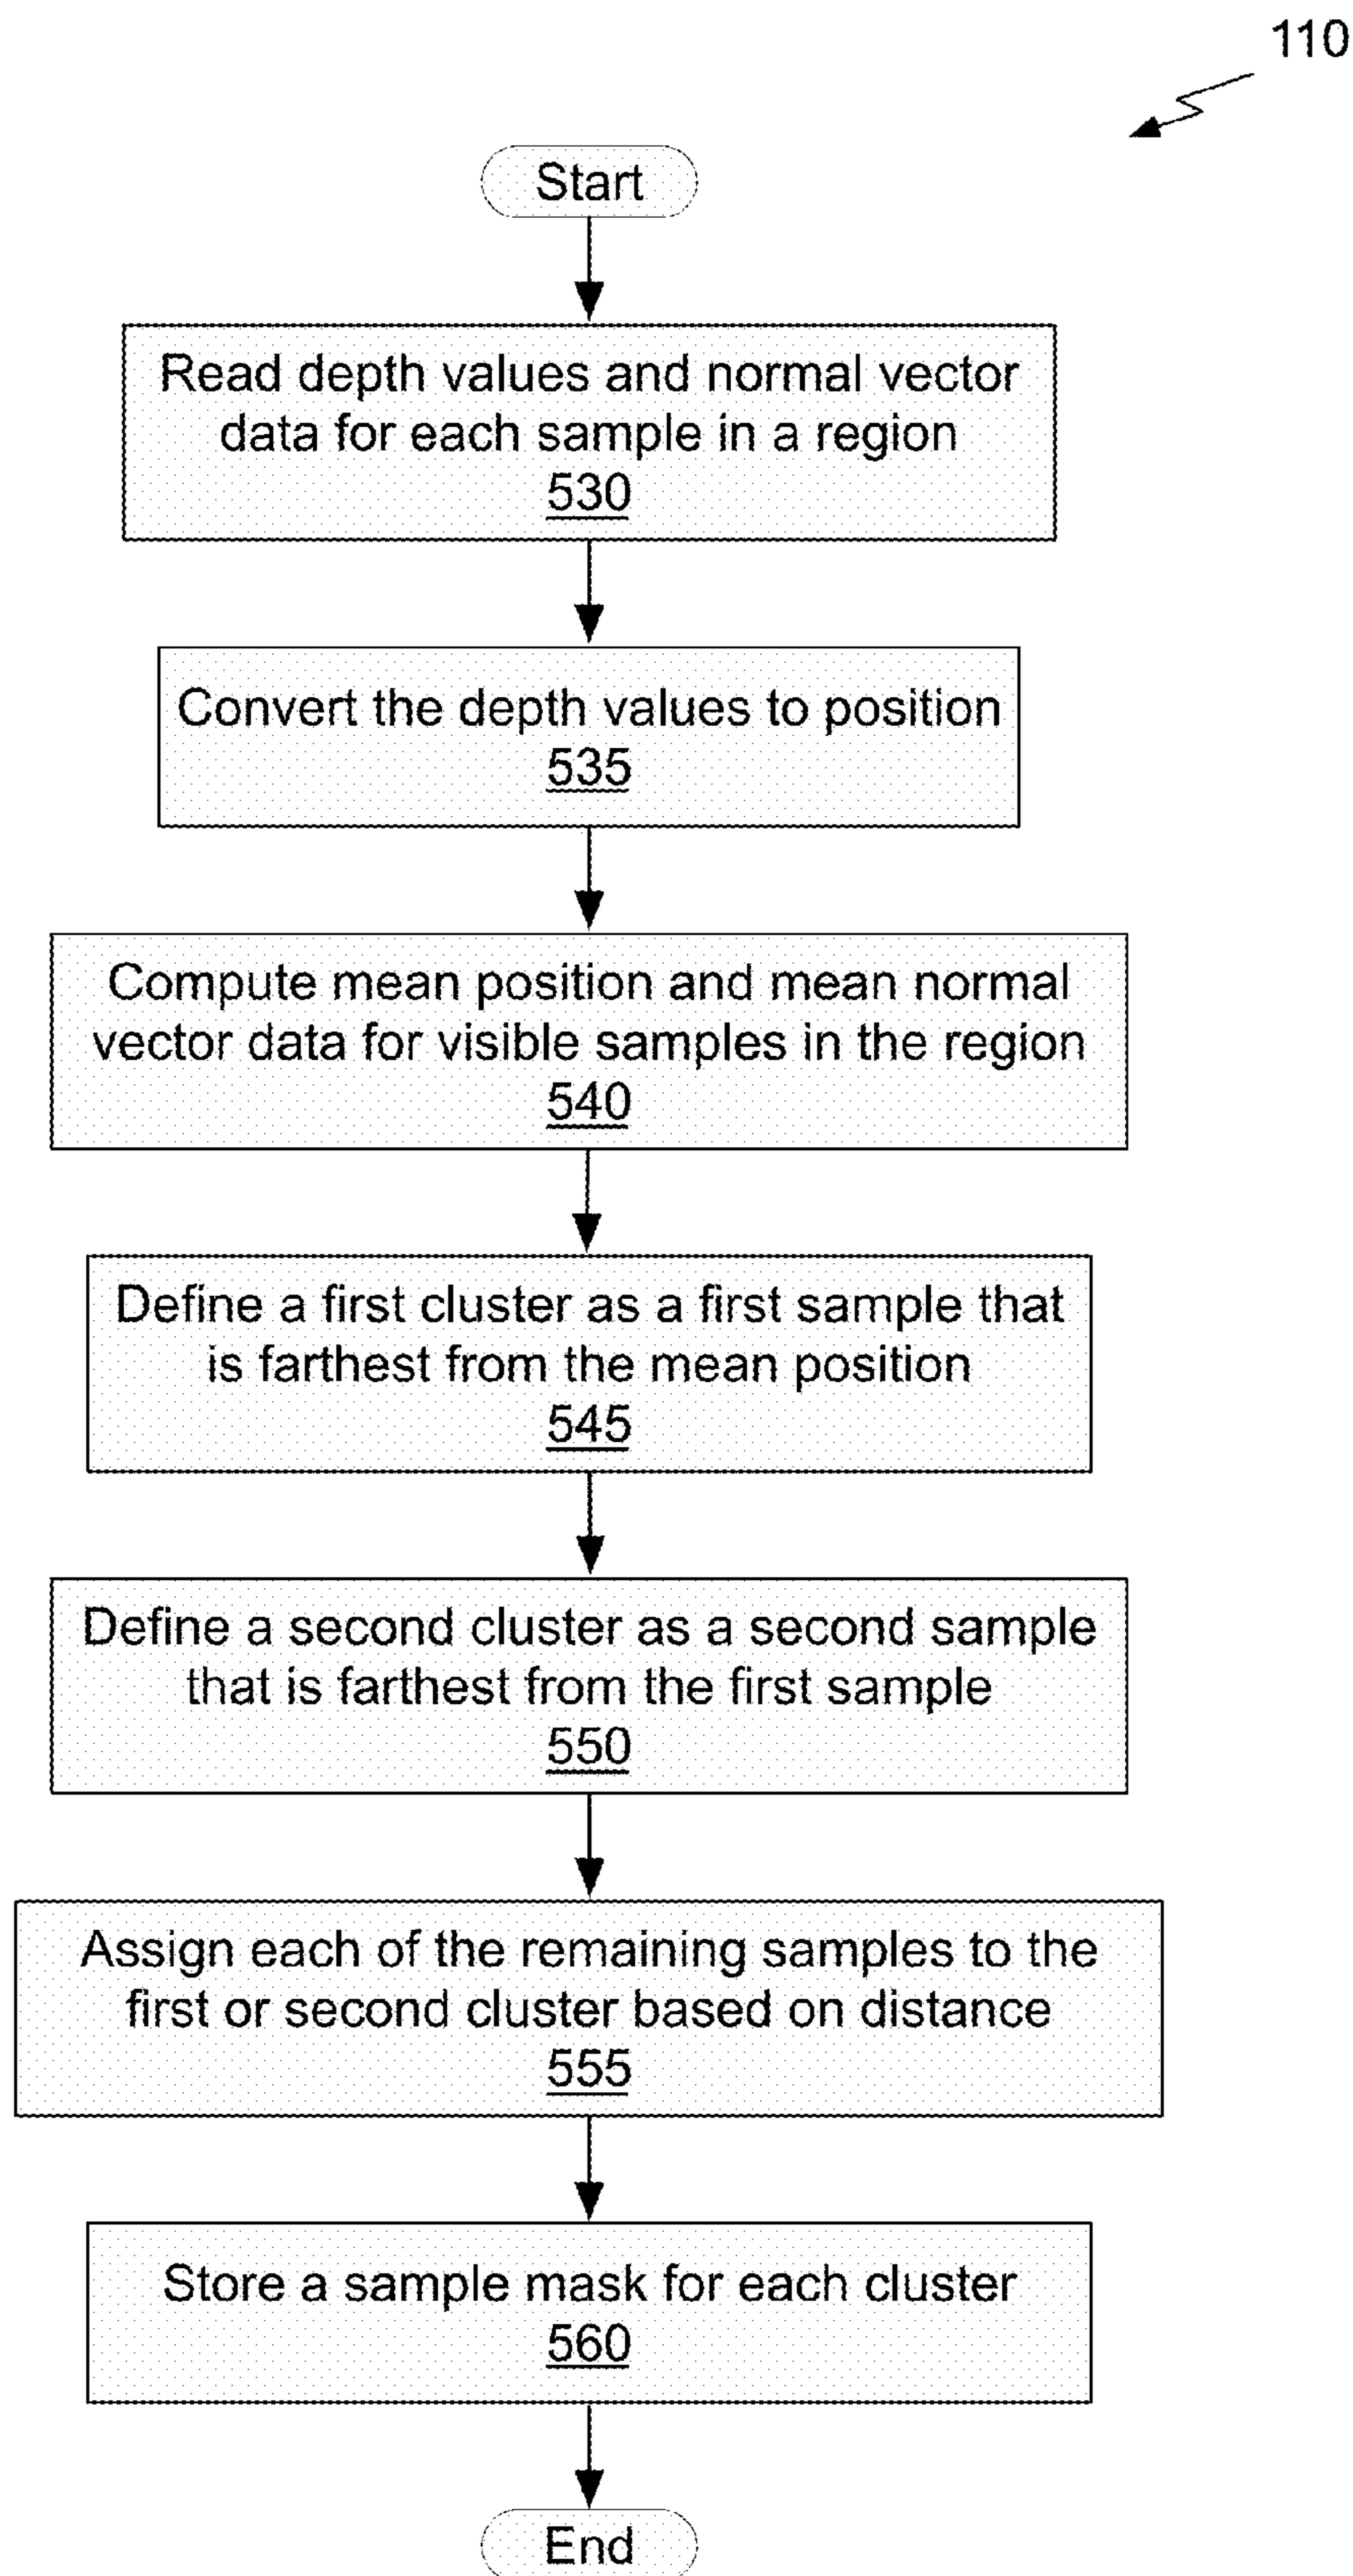 110
Start
Read depth values and normal vector
data for each sample in a region
530
Convert the depth values to position
535
Compute mean position and mean normal
vector data for visible samples in the region
540
Define a first cluster as a first sample that
is farthest from the mean position
545
Define a second cluster as a second sample
that is farthest from the first sample
550
Assign each of the remaining samples to the
first or second cluster based on distance
555
Store a sample mask for each cluster
560
End